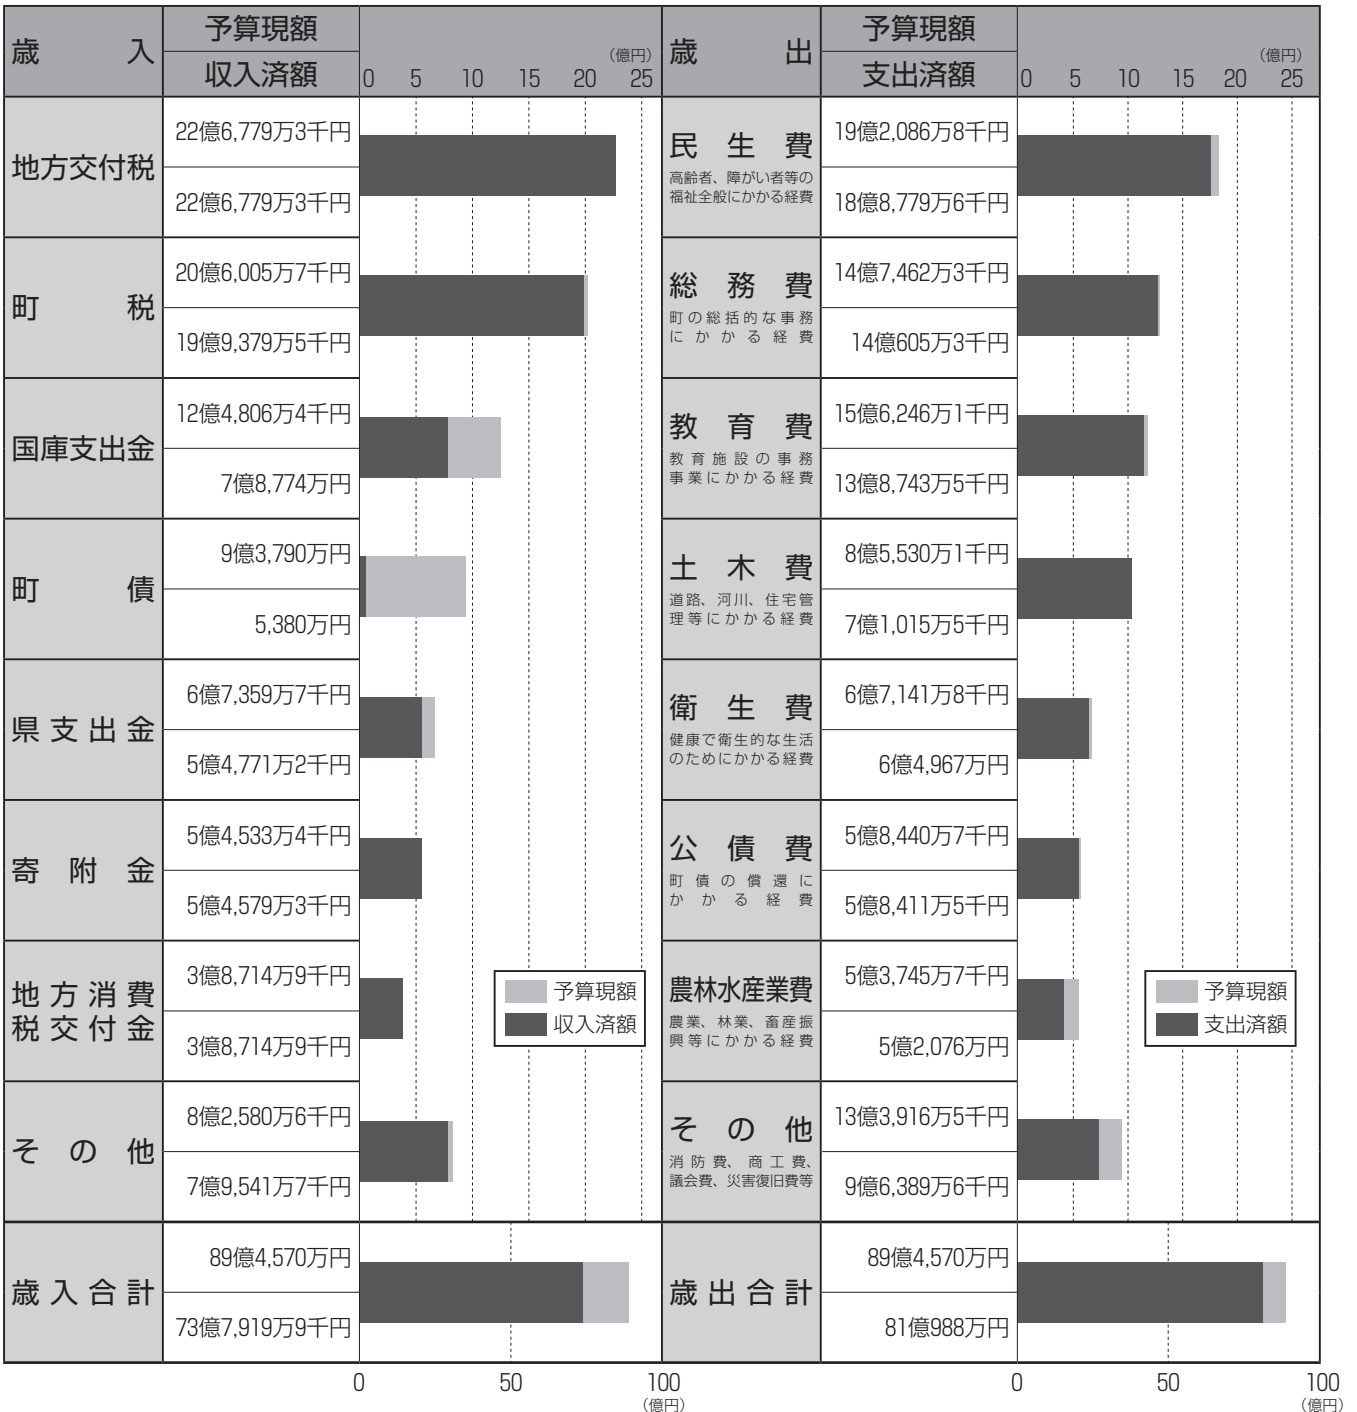 歳入
予算現額
収入済額
(億円)
0 5 10 15 20 25
歳出
予算現額
支出済額
(億円)
0 5 10 15 20 25
地方交付税
22億6,779万3千円
22億6,779万3千円
町税
20億6,005万7千円
19億9,379万5千円
国庫支出金
12億4,806万4千円
7億8,774万円
町債
9億3,790万円
5,380万円
県支出金
6億7,359万7千円
5億4,771万2千円
寄附金
5億4,533万4千円
5億4,579万3千円
地方消費
税交付金
3億8,714万9千円
3億8,714万9千円
予算現額
収入済額
その他
8億2,580万6千円
7億9,541万7千円
歳入合計
89億4,570万円
73億7,919万9千円
0 50 100
(億円)
民生費
高齢者、障がい者等の
福祉全般にかかる経費
19億2,086万8千円
18億8,779万6千円
総務費
町の総括的な事務
にかかる経費
14億7,462万3千円
14億605万3千円
教育費
教育施設の事務
事業にかかる経費
15億6,246万1千円
13億8,743万5千円
土木費
道路、河川、住宅管
理等にかかる経費
8億5,530万1千円
7億1,015万5千円
衛生費
健康で衛生的な生活
のためにかかる経費
6億7,141万8千円
6億4,967万円
公債費
町債の償還に
かかる経費
5億8,440万7千円
5億8,411万5千円
農林水産業費
農業、林業、畜産振
興等にかかる経費
5億3,745万7千円
5億2,076万円
予算現額
支出済額
その他
消防費、商工費、
議会費、災害復旧費等
13億3,916万5千円
9億6,389万6千円
歳出合計
89億4,570万円
81億988万円
0 50 100
(億円)